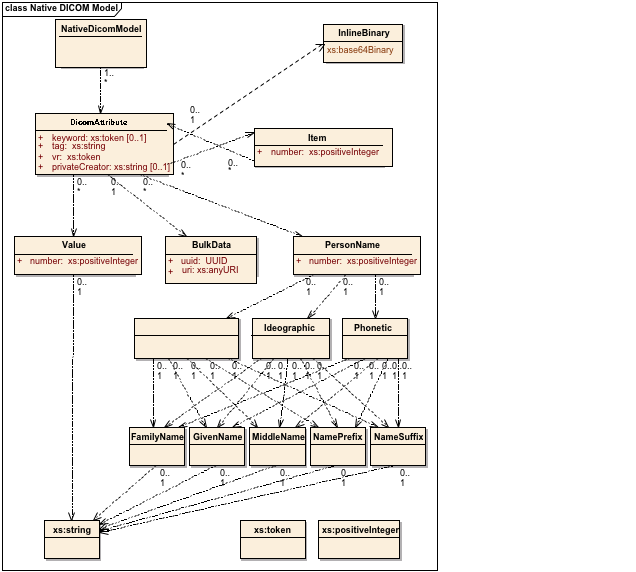 class Native DICOM Model
NativeDicomModel
InlineBinary
xs:base64Binary
1..
*
DicomAttribute
+ keyword: xs:token [0..1]
+ tag: xs:string
+ vr: xs:token
+ privateCreator: xs:string [0..1]
0..
1
Item
+ number: xs:positiveInteger
0..
*
0..
*
0..
*
0..
1
0..
*
Value
+ number: xs:positiveInteger
BulkData
+ uuid: UUID
+ uri: xs:anyURI
PersonName
+ number: xs:positiveInteger
0..
1
0..
1
0..
1
0..
1
Ideographic
Phonetic
0..
1
0..
1
0..
1
0..
1
0..
1
0..
1
0..
1
0..
1
0..
1
0..
1
0..
1
0..
1
0..
1
FamilyName
GivenName
MiddleName
NamePrefix
NameSuffix
0..
1
0..
1
0..
1
0..
1
0..
1
xs:string
xs:token
xs:positiveInteger